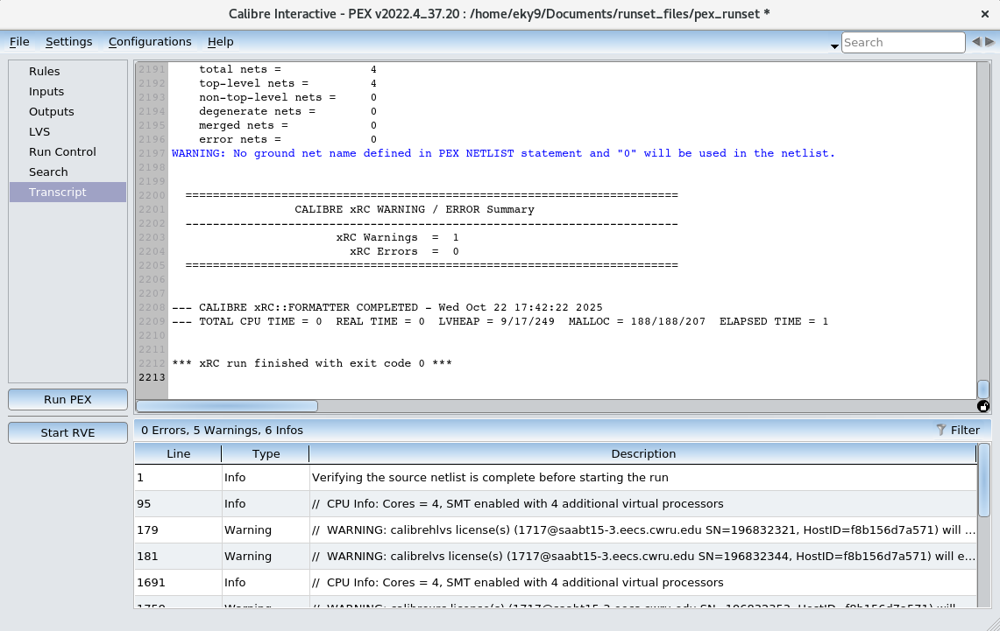 Calibre Interactive - PEX v2022.4_37.20 : /home/eky9/Documents/runset_files/pex_runset *
File Settings Configurations Help Search
Rules
Inputs
Outputs
LVS
Run Control
Search
Transcript
Run PEX
Start RVE
2191 total nets = 4
2192 top-level nets = 4
2193 non-top-level nets = 0
2194 degenerate nets = 0
2195 merged nets = 0
2196 error nets = 0
2197 WARNING: No ground net name defined in PEX NETLIST statement and "0" will be used in the netlist.
2198
2199
2200 ========================================================================
2201 CALIBRE xRC WARNING / ERROR Summary
2202 ------------------------------------------------------------------------
2203 xRC Warnings = 1
2204 xRC Errors = 0
2205 ========================================================================
2206
2207
2208 --- CALIBRE xRC::FORMATTER COMPLETED - Wed Oct 22 17:42:22 2025
2209 --- TOTAL CPU TIME = 0 REAL TIME = 0 LVHEAP = 9/17/249 MALLOC = 188/188/207 ELAPSED TIME = 1
2210
2211
2212 *** xRC run finished with exit code 0 ***
2213
0 Errors, 5 Warnings, 6 Infos Filter
Line Type Description
1 Info Verifying the source netlist is complete before starting the run
95 Info // CPU Info: Cores = 4, SMT enabled with 4 additional virtual processors
179 Warning // WARNING: calibrehlvs license(s) (1717@saabt15-3.eecs.cwru.edu SN=196832321, HostID=f8b156d7a571) will ...
181 Warning // WARNING: calibrelvs license(s) (1717@saabt15-3.eecs.cwru.edu SN=196832344, HostID=f8b156d7a571) will e...
1691 Info // CPU Info: Cores = 4, SMT enabled with 4 additional virtual processors